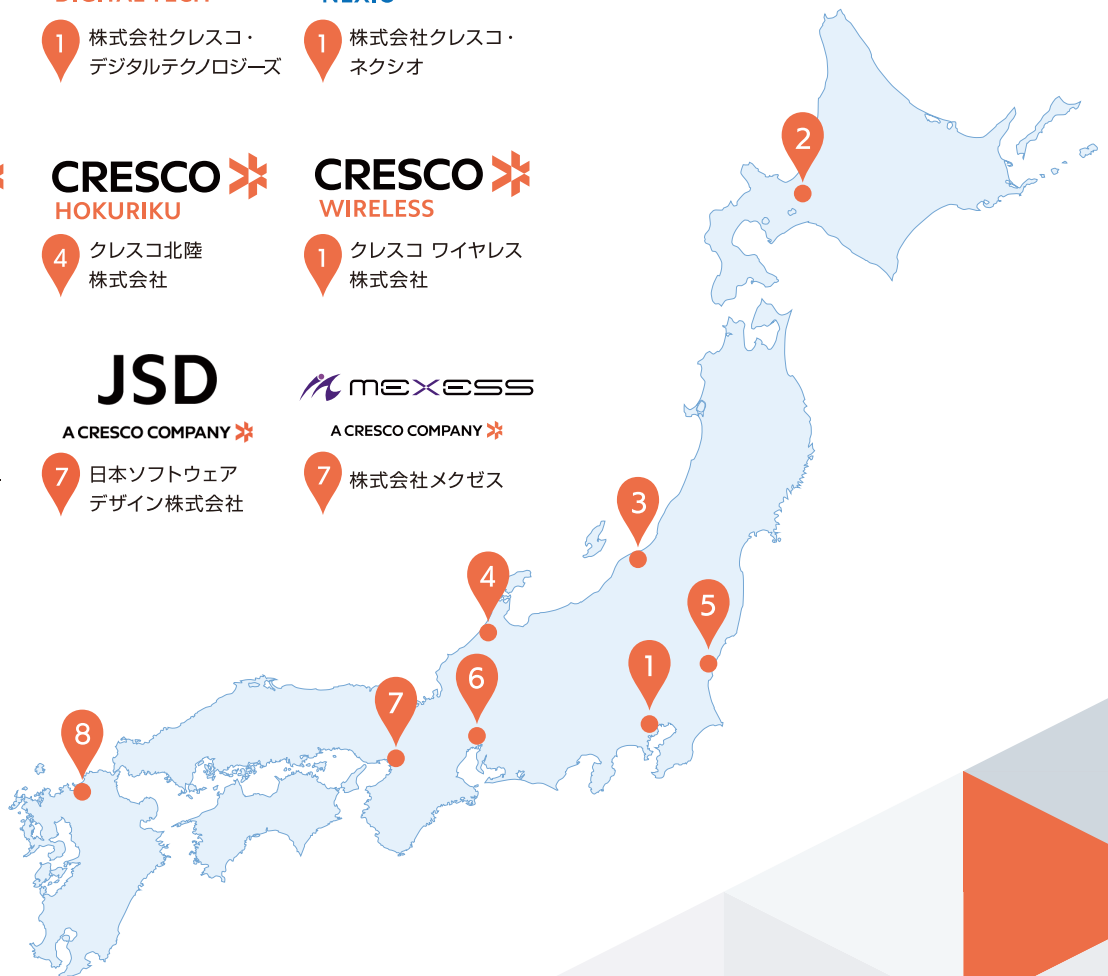 DIGITAL TECH
NEXIO
1
株式会社クレスコ・
デジタルテクノロジーズ
1
株式会社クレスコ・
ネクシオ
CRESCO
HOKURIKU
4
クレスコ北陸
株式会社
CRESCO
WIRELESS
1
クレスコ ワイヤレス
株式会社
JSD
A CRESCO COMPANY
7
日本ソフトウェア
デザイン株式会社
MEXESS
A CRESCO COMPANY
7
株式会社メクゼス
2
3
4
5
1
6
7
8